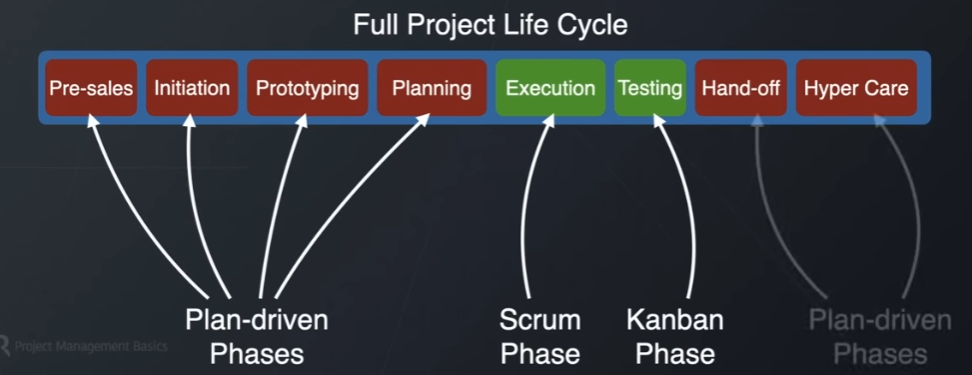 Full Project Life Cycle
Pre-sales Initiation Prototyping Planning Execution Testing Hand-off Hyper Care
Plan-driven
Phases
Scrum
Phase
Kanban
Phase
Plan-driven
Phases
R Project Management Basics